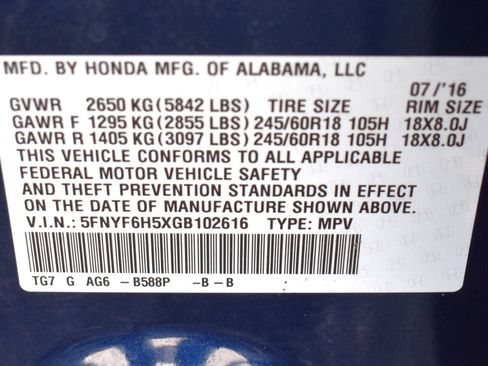 MFD. BY HONDA MFG. OF ALABAMA, LLC
07/'16
GVWR 2650 KG(5842 LBS) TIRE SIZE RIM SIZE
GAWR F 1295 KG(2855 LBS) 245/60R18 105H 18X8.0J
GAWR R 1405 KG(3097 LBS) 245/60R18 105H 18X8.0J
THIS VEHICLE CONFORMS TO ALL APPLICABLE
FEDERAL MOTOR VEHICLE SAFETY
AND THEFT PREVENTION STANDARDS IN EFFECT
ON THE DATE OF MANUFACTURE SHOWN ABOVE.
V.I.N.: 5FNYF6H5XGB102616 TYPE: MPV
TG7 G AG6 -B588P -B-B